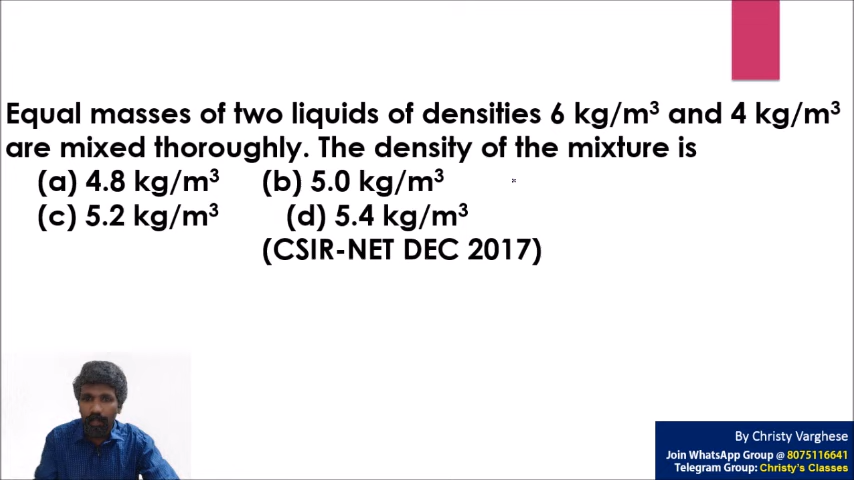 Equal masses of two liquids of densities 6 kg/m³ and 4 kg/m³
are mixed thoroughly. The density of the mixture is
(a) 4.8 kg/m³ (b) 5.0 kg/m³
(c) 5.2 kg/m³ (d) 5.4 kg/m³
(CSIR-NET DEC 2017)
By Christy Varghese
Join WhatsApp Group @ 8075116641
Telegram Group: Christy's Classes